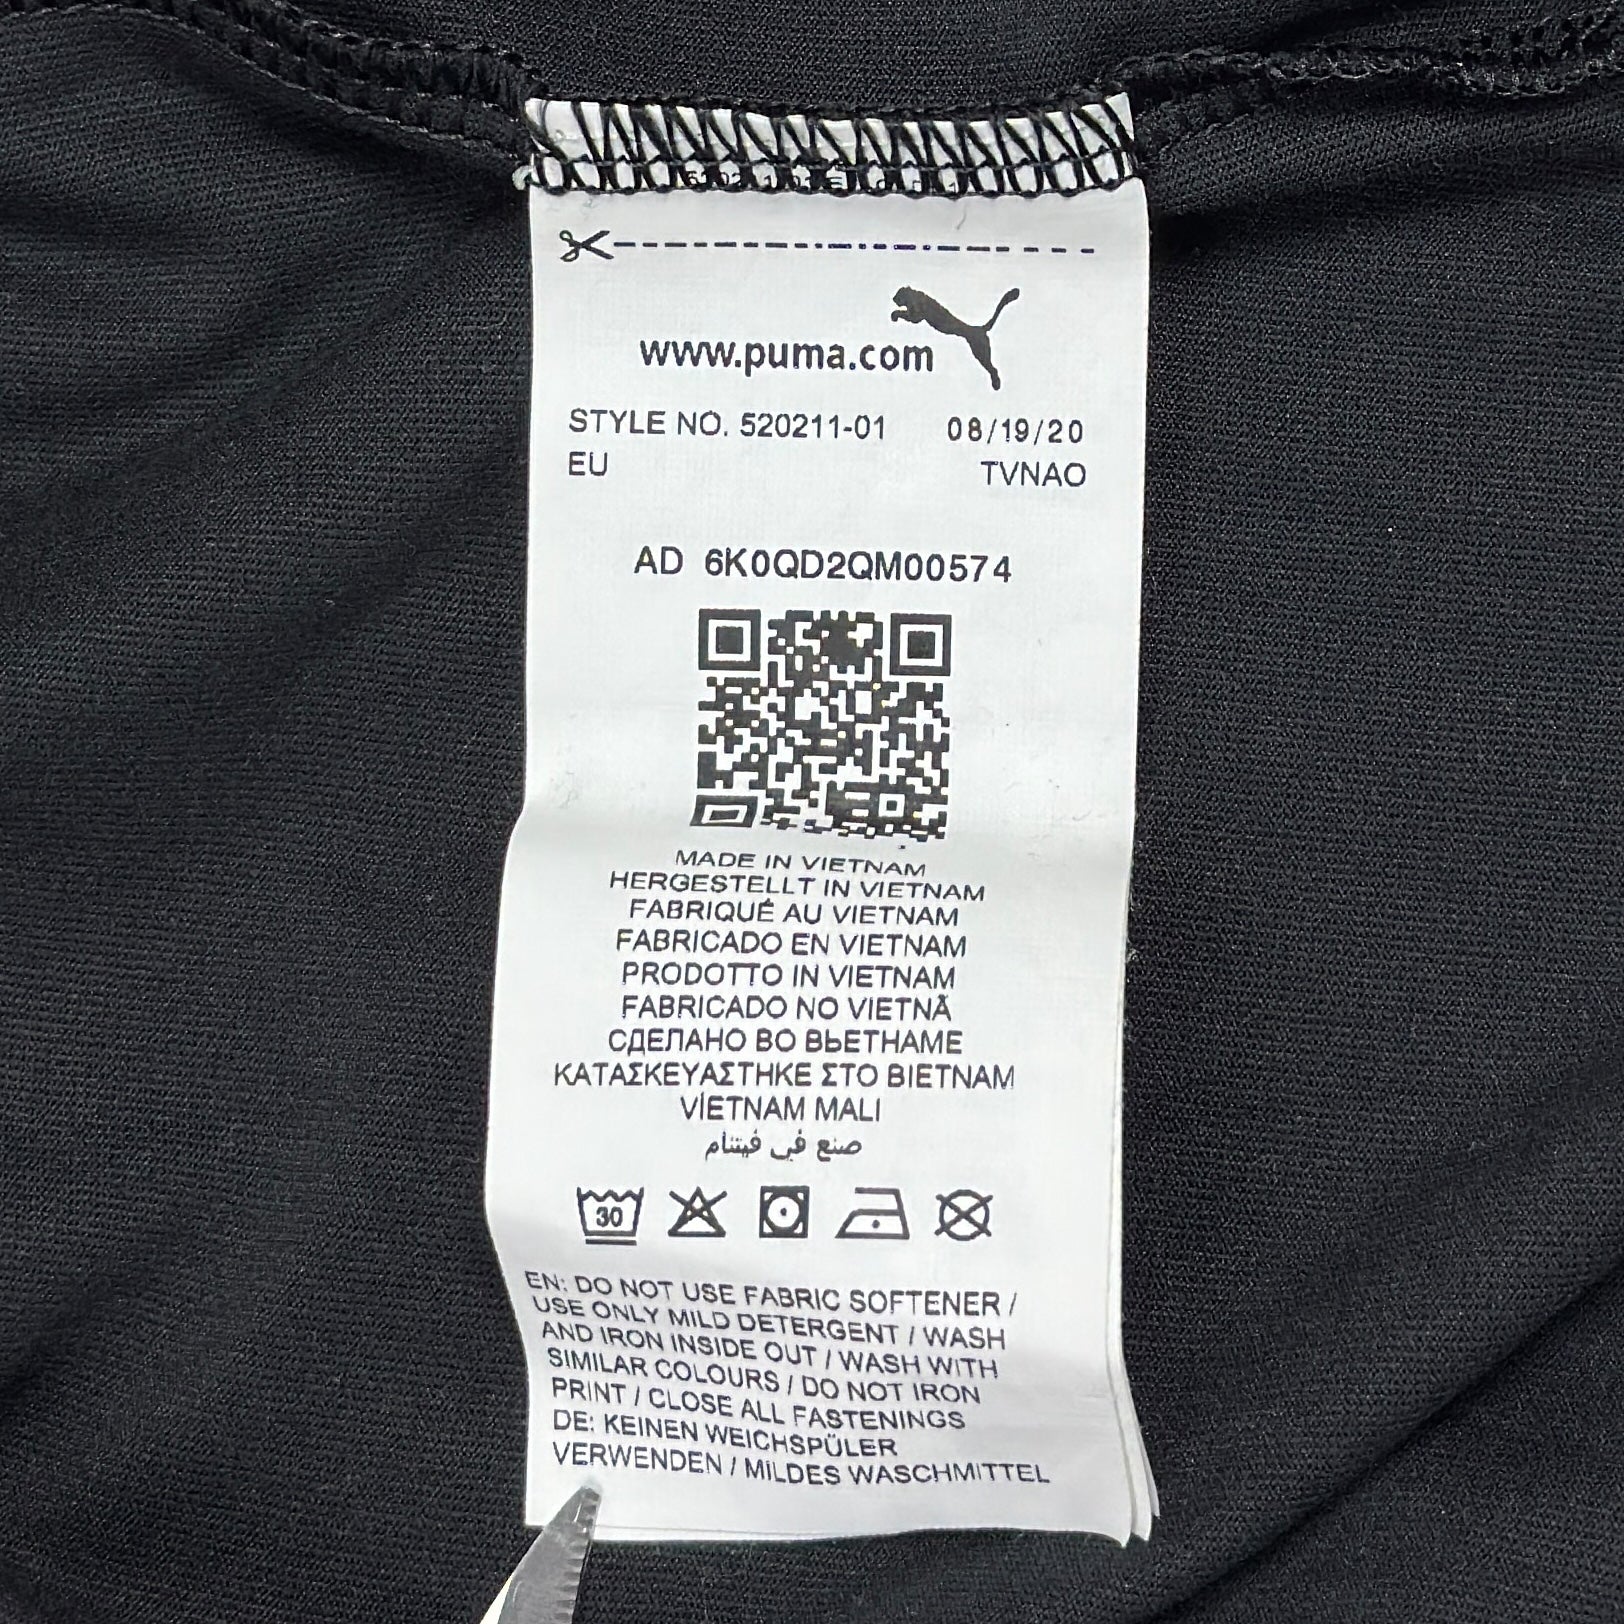 www.puma.com
STYLE NO. 520211-01 08/19/20
EU TVNAO
AD 6K0QD2QM00574
MADE IN VIETNAM
HERGESTELLT IN VIETNAM
FABRIQUÉ AU VIETNAM
FABRICADO EN VIETNAM
PRODOTTO IN VIETNAM
FABRICADO NO VIETNÃ
СДЕЛАНО ВО ВЬЕТНАМЕ
ΚΑΤΑΣΚΕΥΑΣΤΗΚΕ ΣΤΟ ΒΙΕΤΝΑΜ
VİETNAM MALI
صنع في فيتنام
30
EN: DO NOT USE FABRIC SOFTENER /
USE ONLY MILD DETERGENT / WASH
AND IRON INSIDE OUT / WASH WITH
SIMILAR COLOURS / DO NOT IRON
PRINT / CLOSE ALL FASTENINGS
DE: KEINEN WEICHSPÜLER
VERWENDEN / MILDES WASCHMITTEL